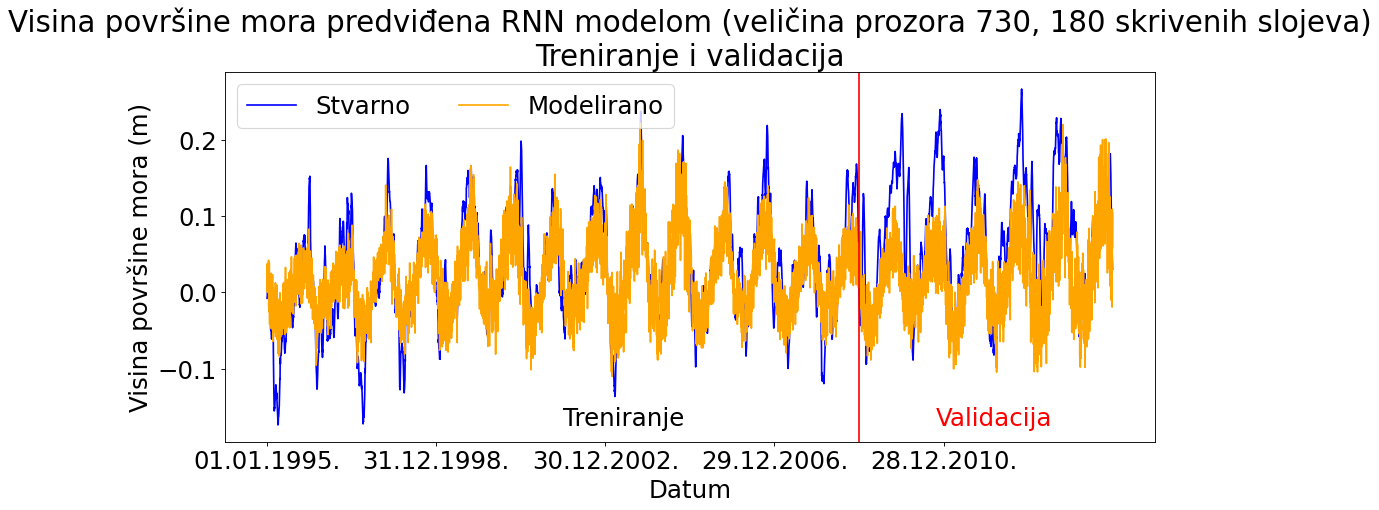 Visina površine mora predviđena RNN modelom (veličina prozora 730, 180 skrivenih slojeva)
Treniranje i validacija
Stvarno
Modelirano
Visina površine mora (m)
0.2
0.1
0.0
−0.1
Treniranje
Validacija
01.01.1995.
31.12.1998.
30.12.2002.
29.12.2006.
28.12.2010.
Datum